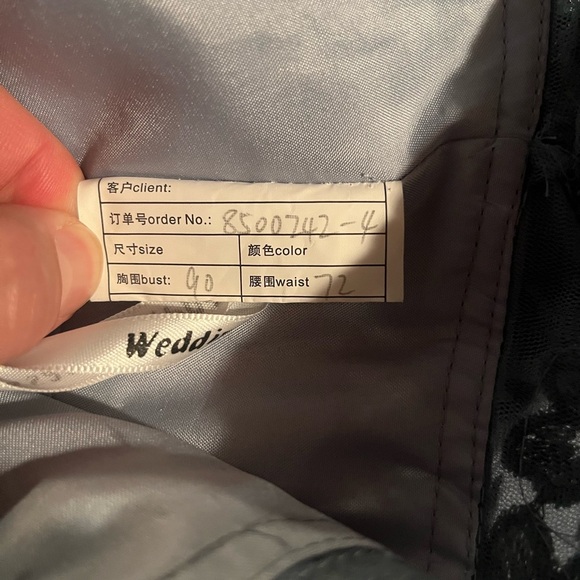 客户client:
订单号order No.: 8500742-4
尺寸size 颜色color
胸围bust: 90 腰围waist 72
Weddi